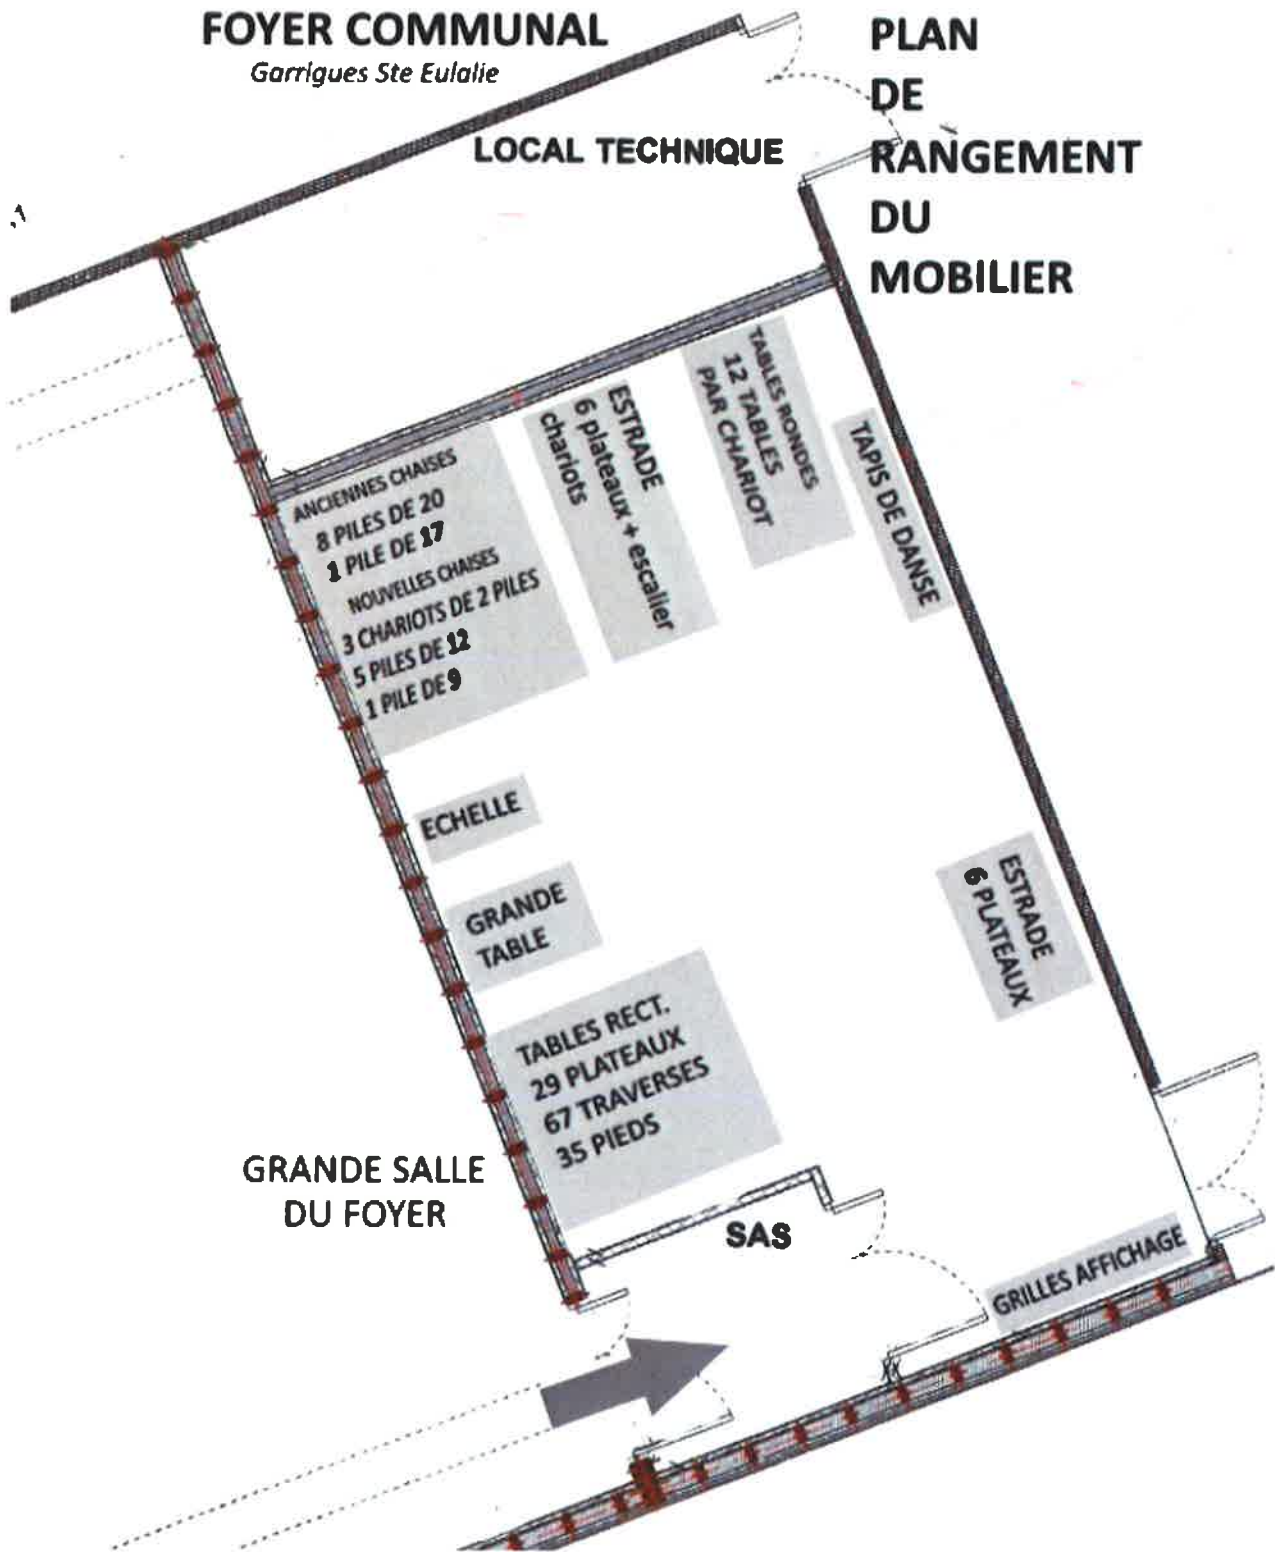 FOYER COMMUNAL
Garrigues Ste Eulalie
PLAN
DE
RANGEMENT
DU
MOBILIER
LOCAL TECHNIQUE
ANCIENNES CHAISES
8 PILES DE 20
1 PILE DE 17
NOUVELLES CHAISES
3 CHARIOTS DE 2 PILES
5 PILES DE 12
1 PILE DE 9
ESTRADE
6 plateaux + escalier
chariots
TABLES RONDES
12 TABLES
PAR CHARIOT
TAPIS DE DANSE
ECHELLE
GRANDE
TABLE
ESTRADE
6 PLATEAUX
TABLES RECT.
29 PLATEAUX
67 TRAVERSES
35 PIEDS
GRANDE SALLE
DU FOYER
SAS
GRILLES AFFICHAGE